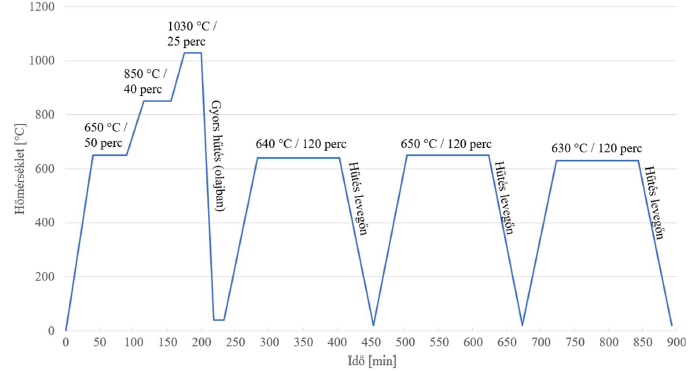 1200
1000
800
600
400
200
0
Hőmérséklet [°C]
650 °C /
50 perc
850 °C /
40 perc
1030 °C /
25 perc
Gyors hűtés (olajban)
640 °C / 120 perc
Hűtés levegőn
650 °C / 120 perc
Hűtés levegőn
630 °C / 120 perc
Hűtés levegőn
0 50 100 150 200 250 300 350 400 450 500 550 600 650 700 750 800 850 900
Idő [min]